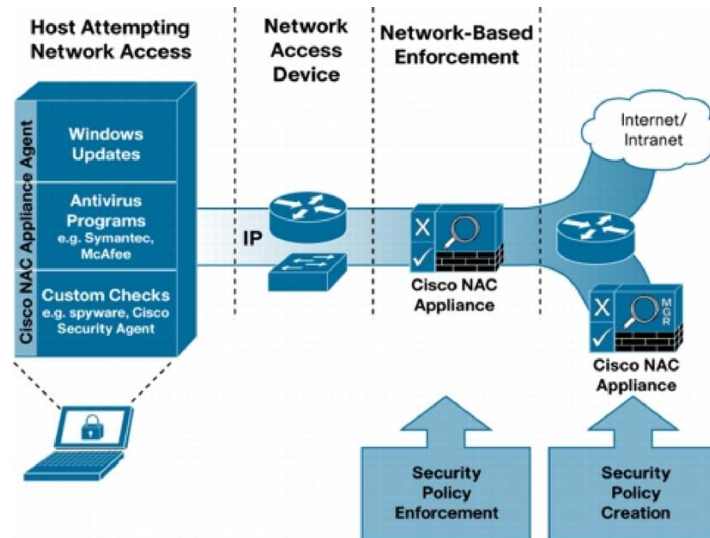 Host Attempting
Network Access
Network
Access
Device
Network-Based
Enforcement
Cisco NAC Appliance Agent
Windows
Updates
Antivirus
Programs
e.g. Symantec,
McAfee
Custom Checks
e.g. spyware, Cisco
Security Agent
IP
Cisco NAC
Appliance
Internet/
Intranet
MGR
Cisco NAC
Appliance
Security
Policy
Enforcement
Security
Policy
Creation